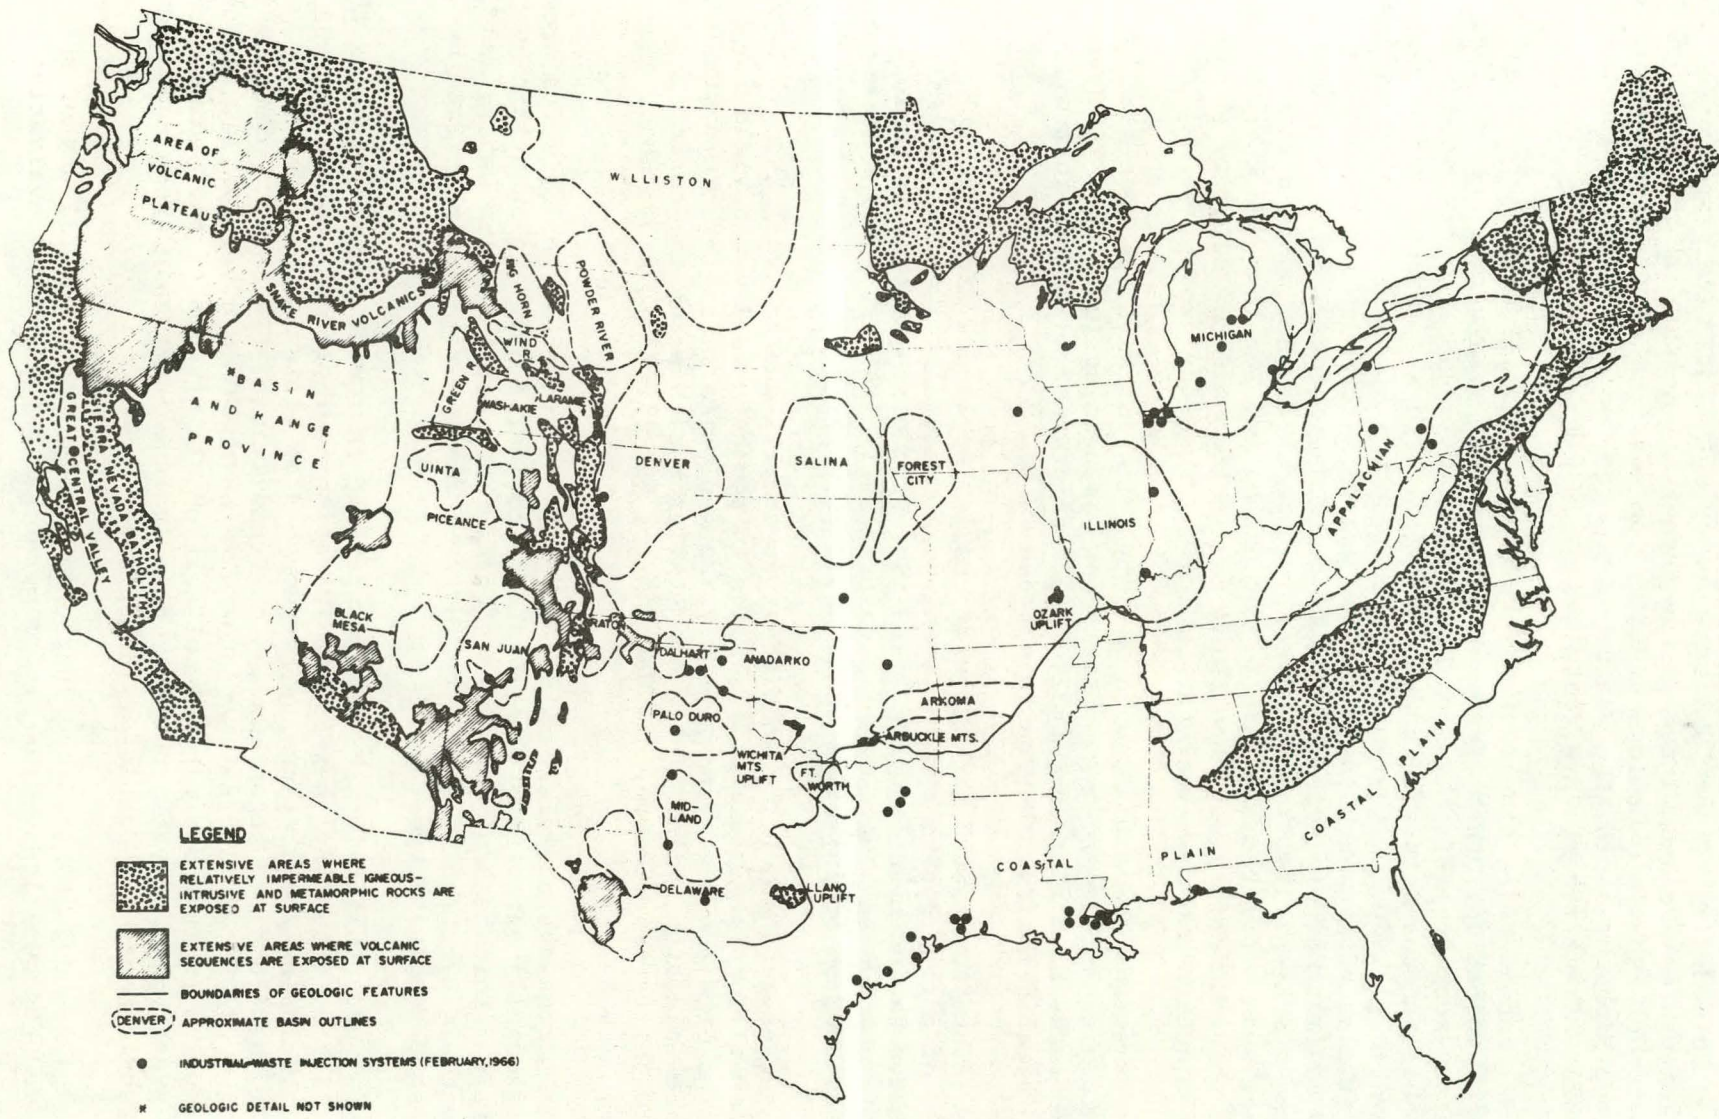 AREA OF
VOLCANIC
PLATEAUS
WILLISTON
SNAKE RIVER VOLCANICS
BIG HORN
POWDER RIVER
WIND
R.
GREEN R.
WASHAKIE
LARAMIE
MICHIGAN
*BASIN
AND RANGE
PROVINCE
GREAT CENTRAL VALLEY
SIERRA NEVADA BATHOLITH
UINTA
PICEANCE
DENVER
SALINA
FOREST
CITY
ILLINOIS
APPALACHIAN
BLACK
MESA
SAN JUAN
RATON
DALHART
ANADARKO
OZARK
UPLIFT
PALO DURO
ARKOMA
ARBUCKLE MTS.
WICHITA
MTS.
UPLIFT
FT.
WORTH
MID-
LAND
DELAWARE
LLANO
UPLIFT
COASTAL PLAIN
COASTAL PLAIN
LEGEND
EXTENSIVE AREAS WHERE
RELATIVELY IMPERMEABLE IGNEOUS-
INTRUSIVE AND METAMORPHIC ROCKS ARE
EXPOSED AT SURFACE
EXTENSIVE AREAS WHERE VOLCANIC
SEQUENCES ARE EXPOSED AT SURFACE
BOUNDARIES OF GEOLOGIC FEATURES
DENVER APPROXIMATE BASIN OUTLINES
INDUSTRIAL-WASTE INJECTION SYSTEMS (FEBRUARY, 1966)
* GEOLOGIC DETAIL NOT SHOWN